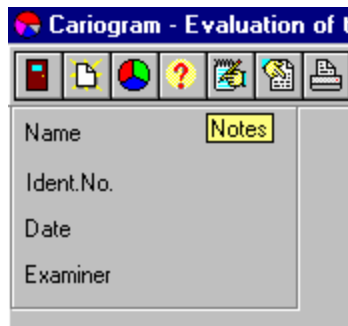 Cariogram - Evaluation of
Notes
Name
Ident.No.
Date
Examiner